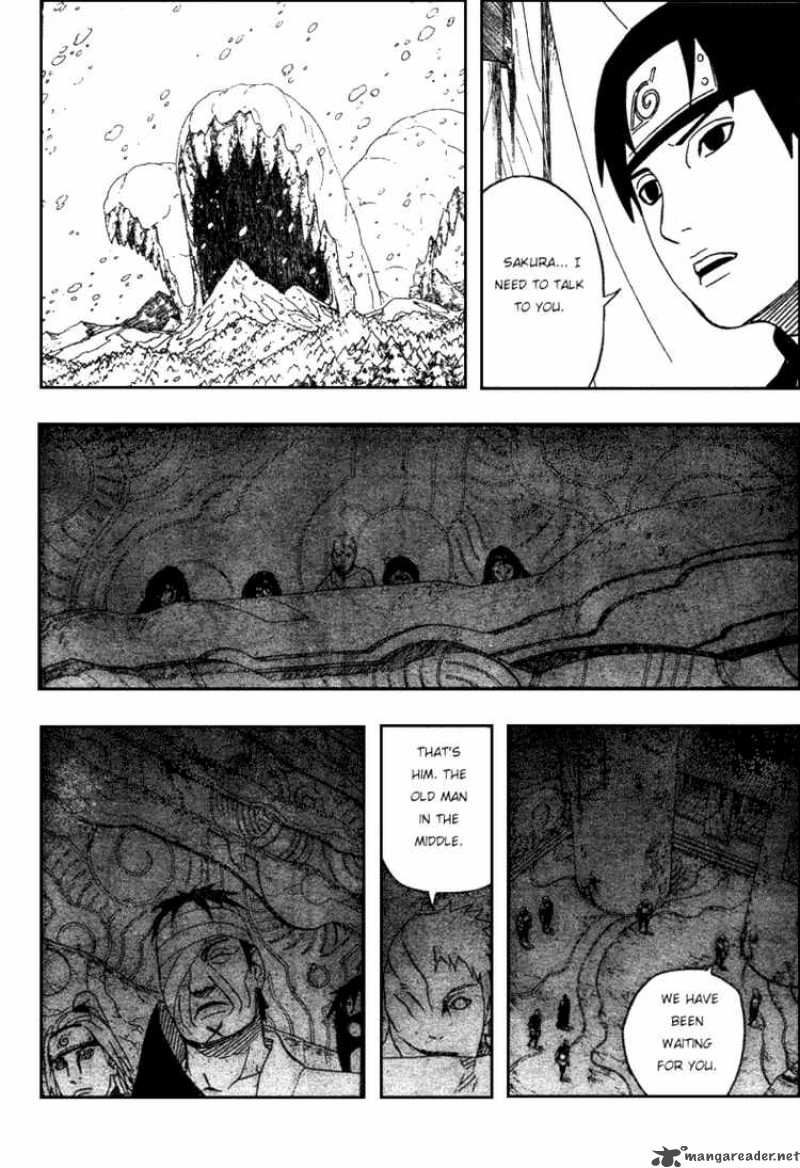 SAKURA... I
NEED TO TALK
TO YOU.
WE HAVE
BEEN
WAITING
FOR YOU.
THAT'S
HIM. THE
OLD MAN
IN THE
MIDDLE.
mangareader.net